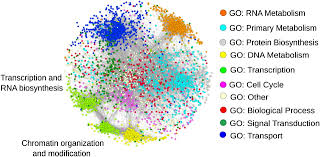 GO: RNA Metabolism
GO: Primary Metabolism
GO: Protein Biosynthesis
GO: DNA Metabolism
GO: Transcription
GO: Cell Cycle
GO: Other
GO: Biological Process
GO: Signal Transduction
GO: Transport
Transcription and
RNA biosynthesis
Chromatin organization
and modification